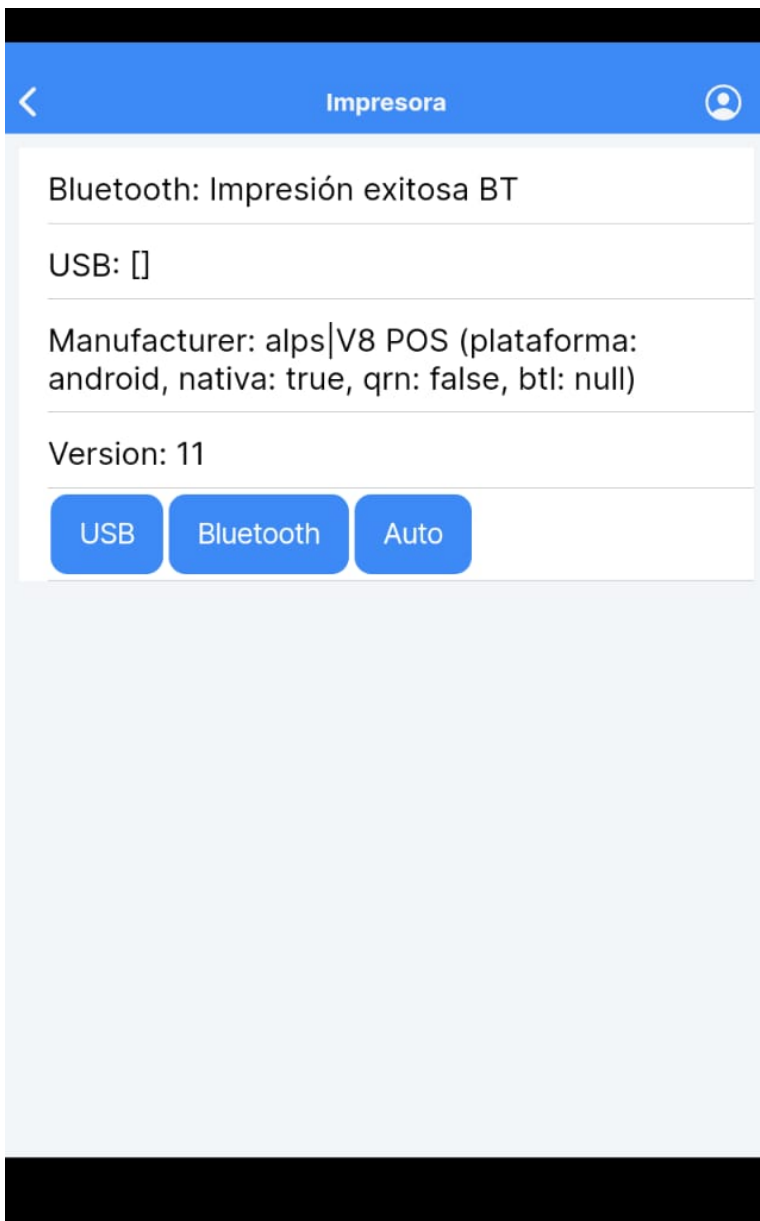 Impresora
Bluetooth: Impresión exitosa BT
USB: []
Manufacturer: alps|V8 POS (plataforma:
android, nativa: true, qrn: false, btl: null)
Version: 11
USB Bluetooth Auto